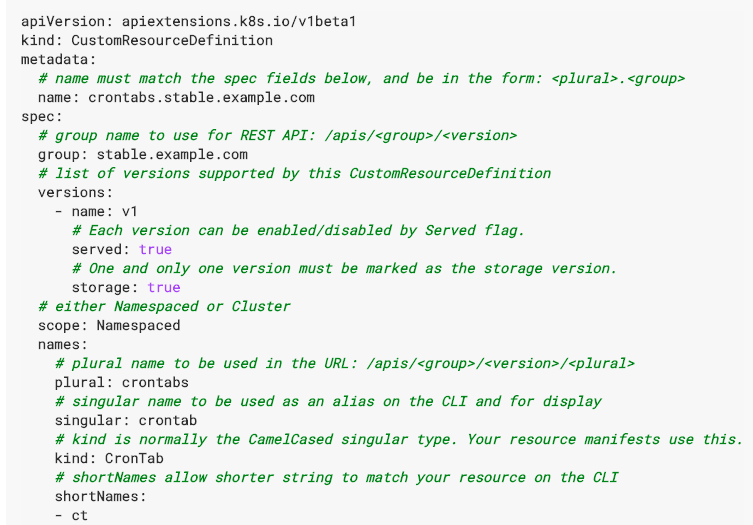 apiVersion: apiextensions.k8s.io/v1beta1
kind: CustomResourceDefinition
metadata:
  # name must match the spec fields below, and be in the form: <plural>.<group>
  name: crontabs.stable.example.com
spec:
  # group name to use for REST API: /apis/<group>/<version>
  group: stable.example.com
  # list of versions supported by this CustomResourceDefinition
  versions:
    - name: v1
      # Each version can be enabled/disabled by Served flag.
      served: true
      # One and only one version must be marked as the storage version.
      storage: true
  # either Namespaced or Cluster
  scope: Namespaced
  names:
    # plural name to be used in the URL: /apis/<group>/<version>/<plural>
    plural: crontabs
    # singular name to be used as an alias on the CLI and for display
    singular: crontab
    # kind is normally the CamelCased singular type. Your resource manifests use this.
    kind: CronTab
    # shortNames allow shorter string to match your resource on the CLI
    shortNames:
    - ct